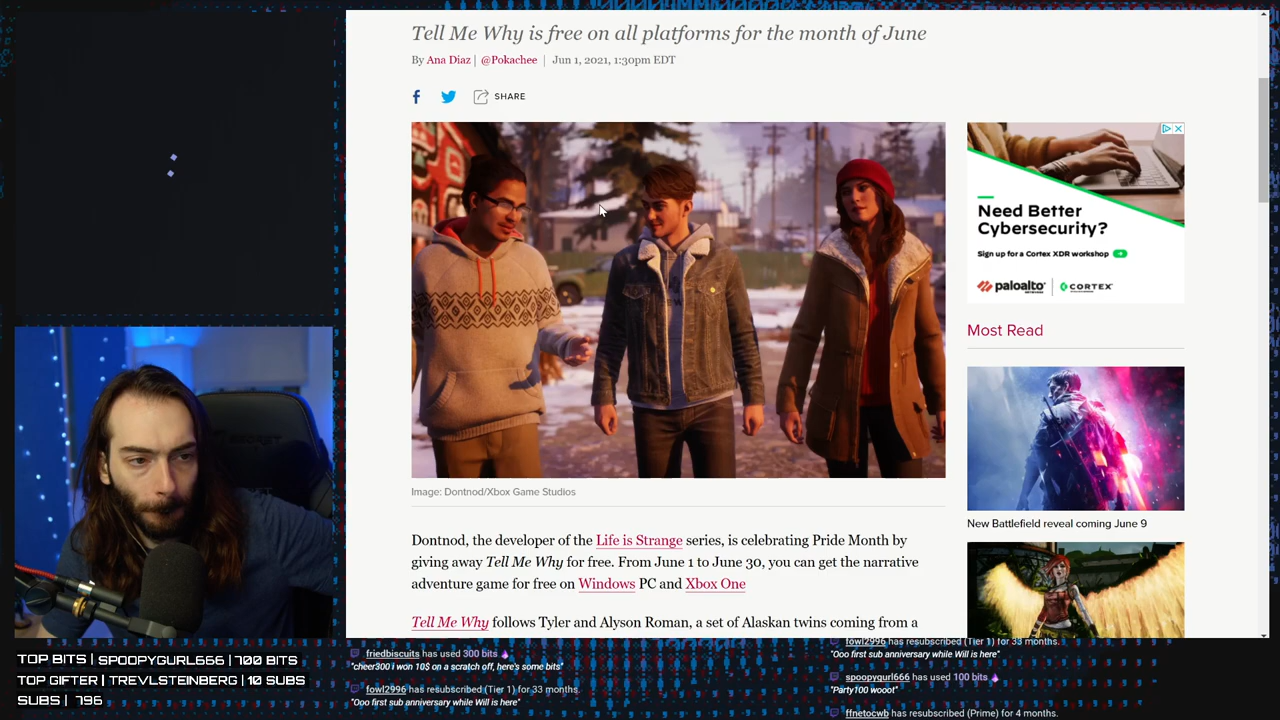 Tell Me Why is free on all platforms for the month of June
By Ana Diaz | @Pokachee | Jun 1, 2021, 1:30pm EDT
SHARE
Need Better
Cybersecurity?
Sign up for a Cortex XDR workshop
paloalto
CORTEX
Most Read
Image: Dontnod/Xbox Game Studios
New Battlefield reveal coming June 9
Dontnod, the developer of the Life is Strange series, is celebrating Pride Month by
giving away Tell Me Why for free. From June 1 to June 30, you can get the narrative
adventure game for free on Windows PC and Xbox One
Tell Me Why follows Tyler and Alyson Roman, a set of Alaskan twins coming from a
TOP BITS | SPOOPYGURL666 | 700 BITS
TOP GIFTER | TREVLSTEINBERG | 10 SUBS
SUBS | 796
friedbiscuits has used 300 bits
"cheer300 i won 10$ on a scratch off, here's some bits"
fowl2996 has resubscribed (Tier 1) for 33 months.
"Ooo first sub anniversary while Will is here"
fowl2996 has resubscribed (Tier 1) for 33 months.
"Ooo first sub anniversary while Will is here"
spoopygurl666 has used 100 bits
"Party100 wooot"
ffnetocwb has resubscribed (Prime) for 4 months.